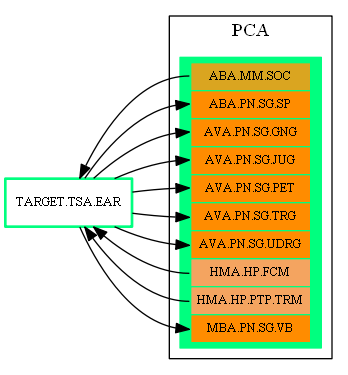 PCA
ABA.MM.SOC
ABA.PN.SG.SP
AVA.PN.SG.GNG
AVA.PN.SG.JUG
AVA.PN.SG.PET
TARGET.TSA.EAR
AVA.PN.SG.TRG
AVA.PN.SG.UDRG
HMA.HP.FCM
HMA.HP.PTP.TRM
MBA.PN.SG.VB